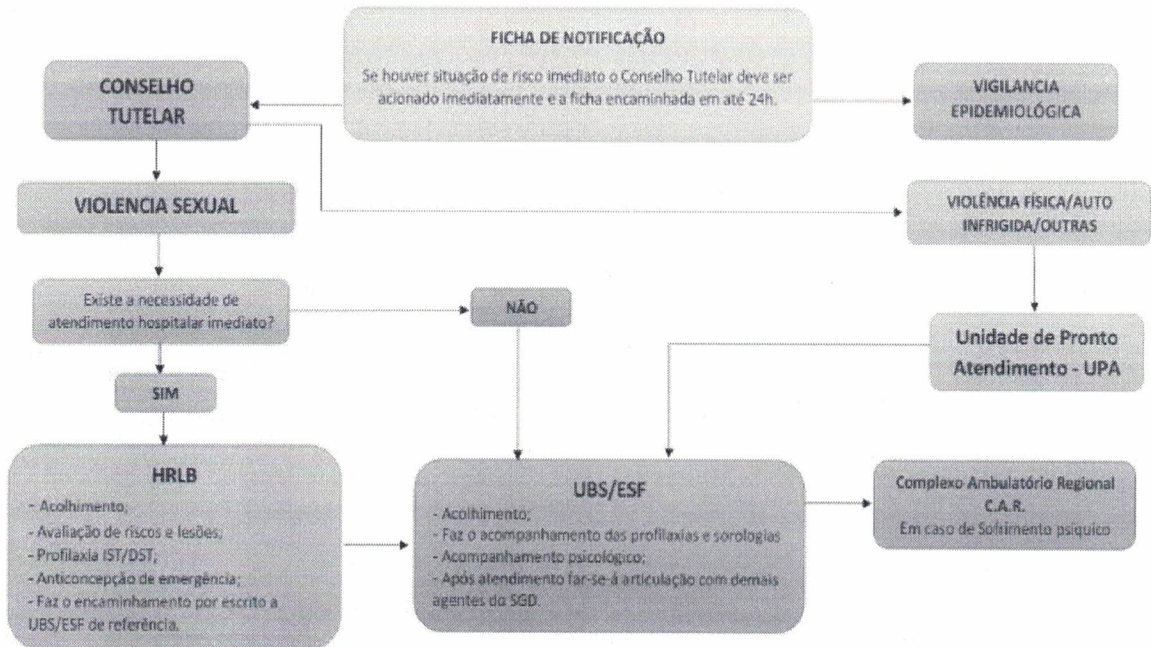 FICHA DE NOTIFICAÇÃO
Se houver situação de risco imediato o Conselho Tutelar deve ser
acionado imediatamente e a ficha encaminhada em até 24h.
CONSELHO
TUTELAR
VIGILANCIA
EPIDEMIOLÓGICA
VIOLENCIA SEXUAL
VIOLÊNCIA FÍSICA/AUTO
INFRIGIDA/OUTRAS
Existe a necessidade de
atendimento hospitalar imediato?
NÃO
Unidade de Pronto
Atendimento - UPA
SIM
HRLB
- Acolhimento;
- Avaliação de riscos e lesões;
- Profilaxia IST/DST;
- Anticoncepção de emergência;
- Faz o encaminhamento por escrito a
UBS/ESF de referência.
UBS/ESF
- Acolhimento;
- Faz o acompanhamento das profilaxias e sorologias
- Acompanhamento psicológico;
- Após atendimento far-se-á articulação com demais
agentes do SGD.
Complexo Ambulatório Regional
C.A.R.
Em caso de Sofrimento psíquico